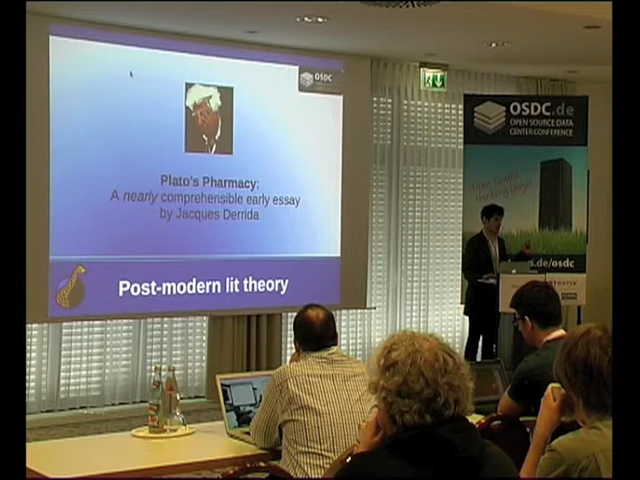 OSDC
Plato's Pharmacy:
A nearly comprehensible early essay
by Jacques Derrida
Post-modern lit theory
OSDC.de
OPEN SOURCE DATA
CENTER CONFERENCE
s.de/osdc